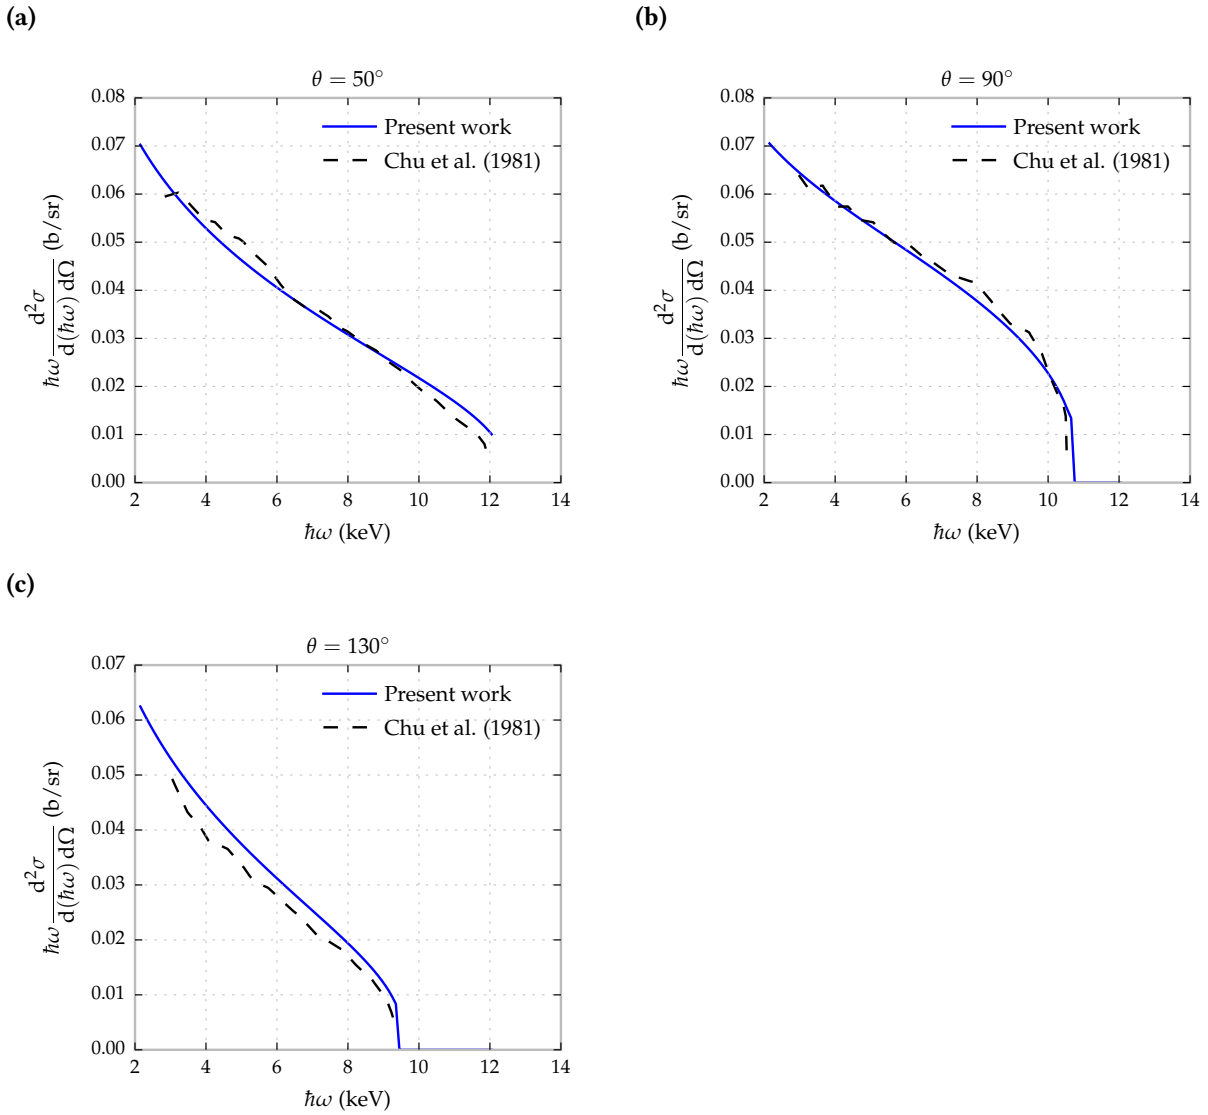 (a)
θ = 50°
0.08
0.07
0.06
0.05
0.04
0.03
0.02
0.01
0.00
ħω d²σ / d(ħω) dΩ (b/sr)
Present work
Chu et al. (1981)
2 4 6 8 10 12 14
ħω (keV)
(b)
θ = 90°
0.08
0.07
0.06
0.05
0.04
0.03
0.02
0.01
0.00
ħω d²σ / d(ħω) dΩ (b/sr)
Present work
Chu et al. (1981)
2 4 6 8 10 12 14
ħω (keV)
(c)
θ = 130°
0.07
0.06
0.05
0.04
0.03
0.02
0.01
0.00
ħω d²σ / d(ħω) dΩ (b/sr)
Present work
Chu et al. (1981)
2 4 6 8 10 12 14
ħω (keV)